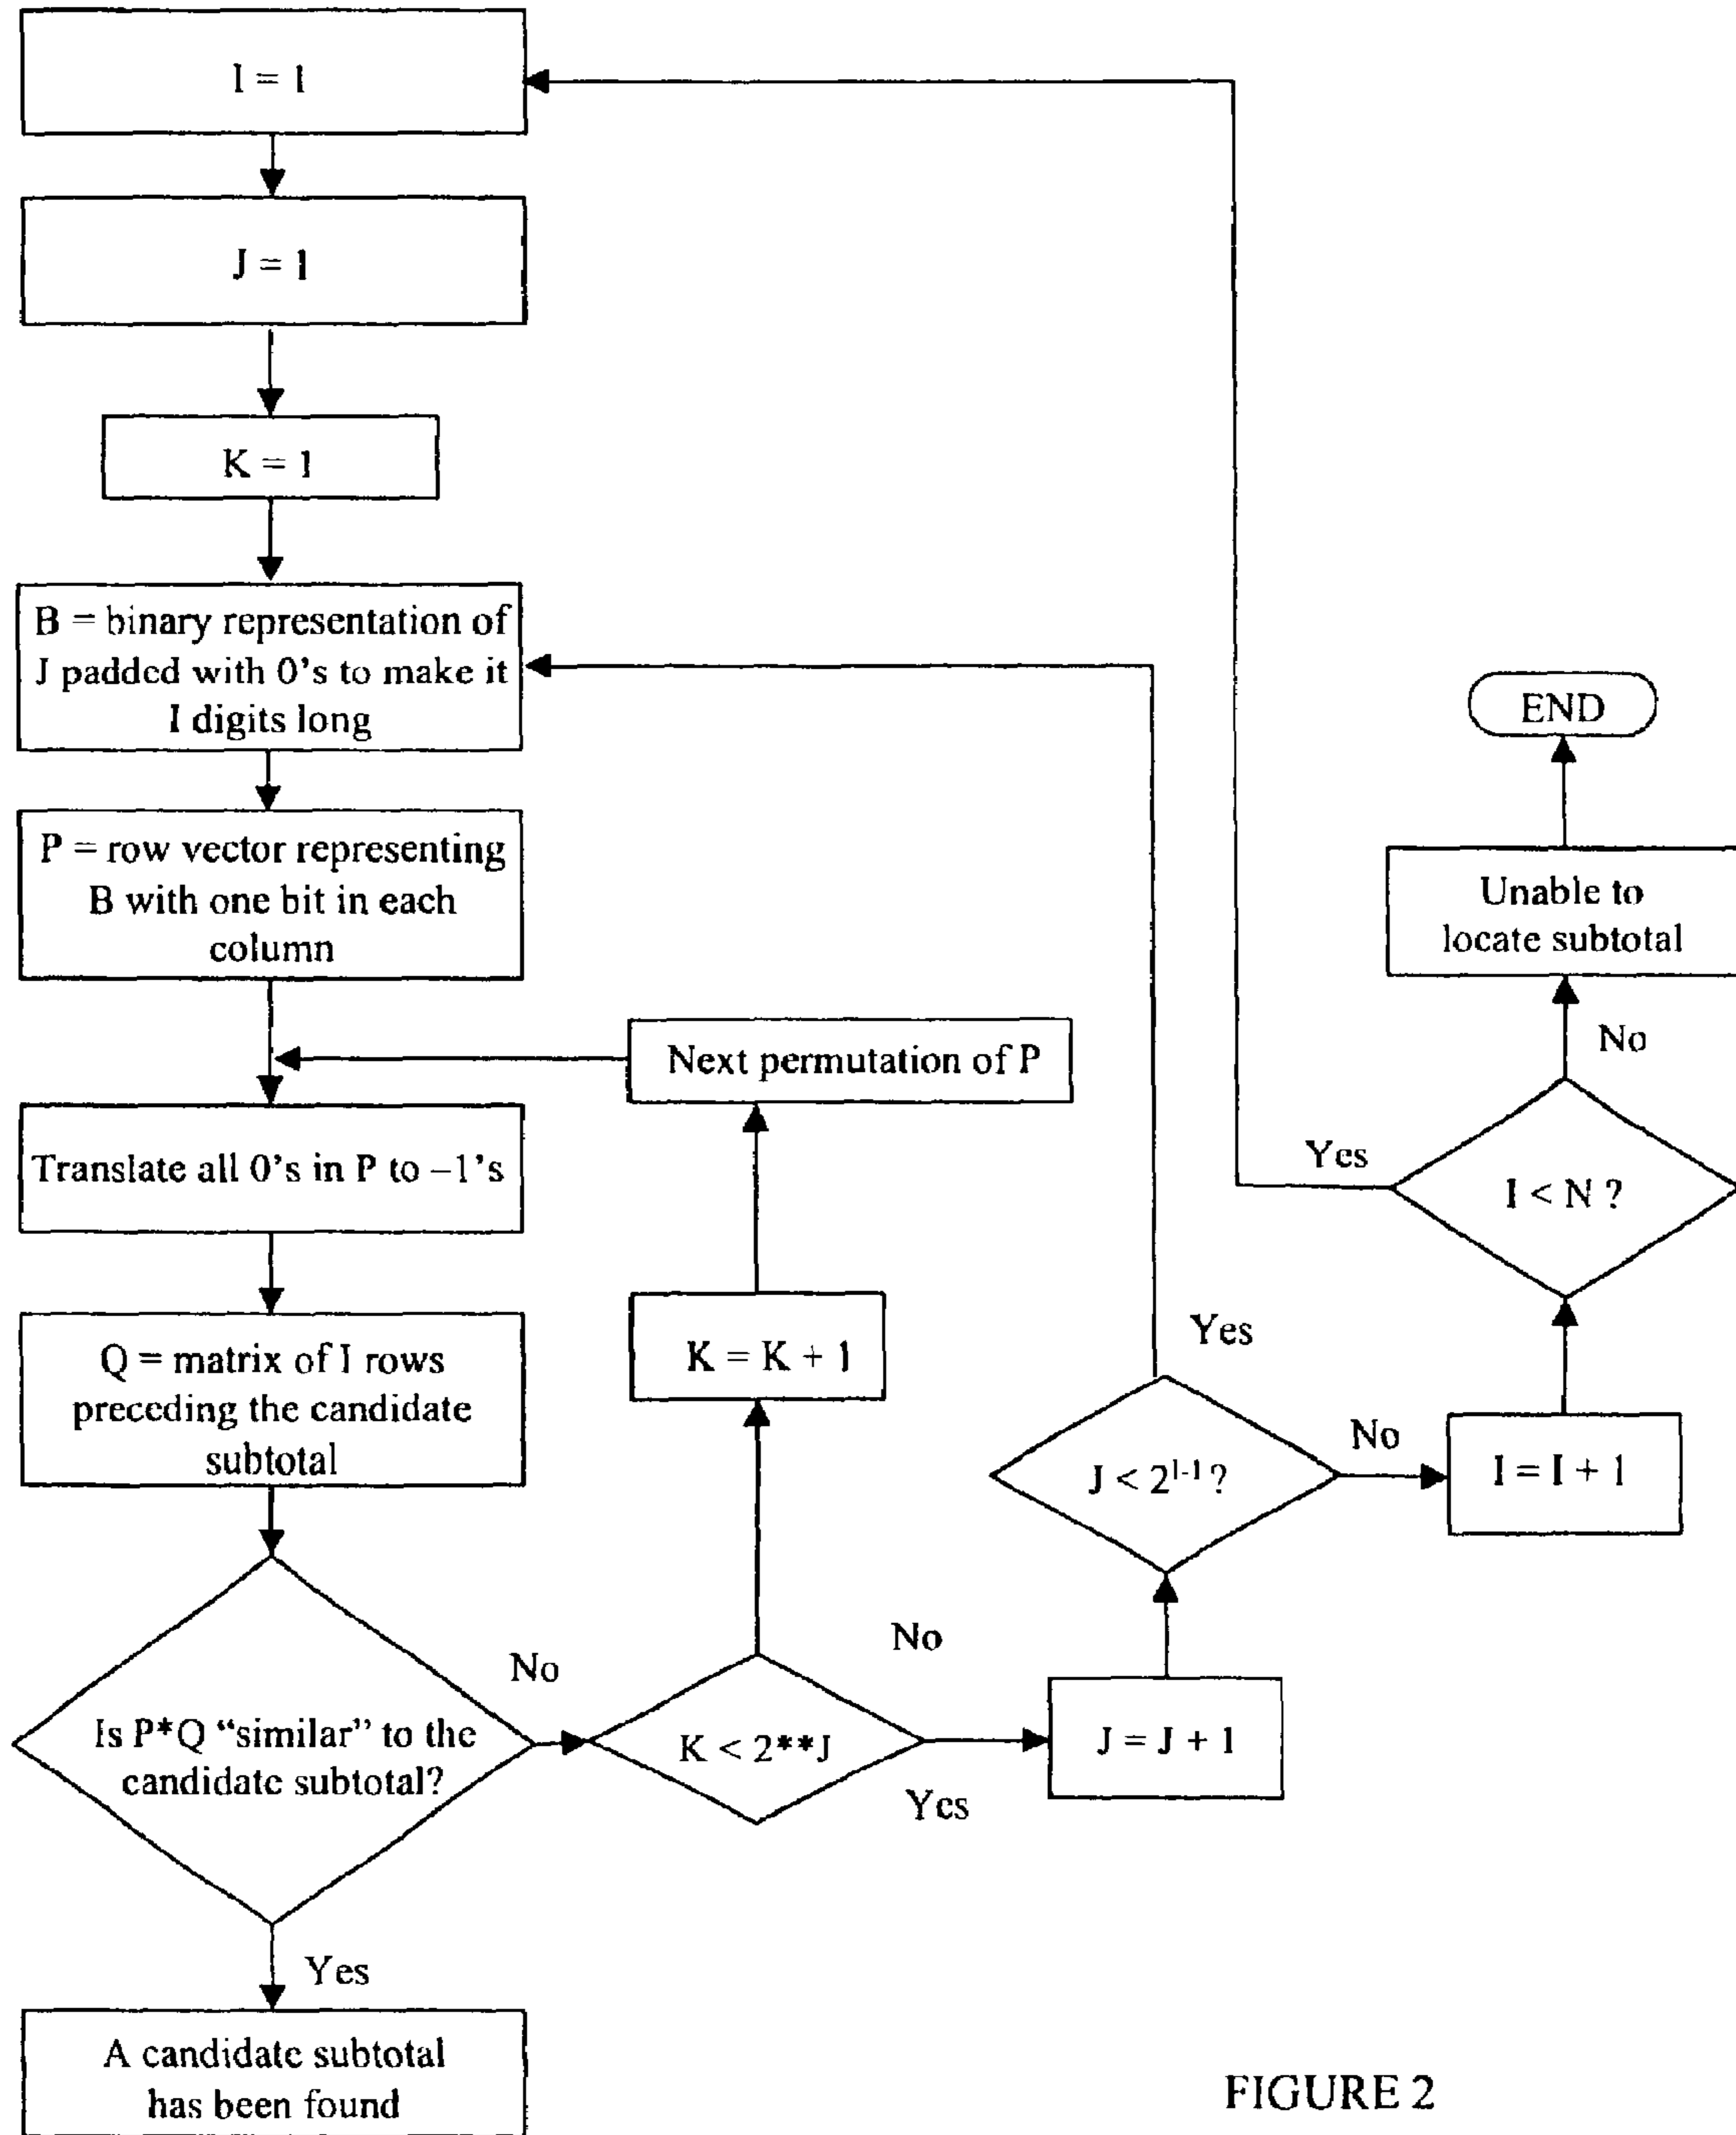 I = 1
J = 1
K = 1
B = binary representation of
J padded with 0's to make it
I digits long
P = row vector representing
B with one bit in each
column
Next permutation of P
Translate all 0's in P to –1's
Q = matrix of I rows
preceding the candidate
subtotal
K = K + 1
Is P*Q “similar” to the
candidate subtotal?
No
Yes
A candidate subtotal
has been found
K < 2**J
No
Yes
J = J + 1
J < 2^{I-1} ?
Yes
No
I = I + 1
I < N ?
Yes
No
Unable to
locate subtotal
END
FIGURE 2